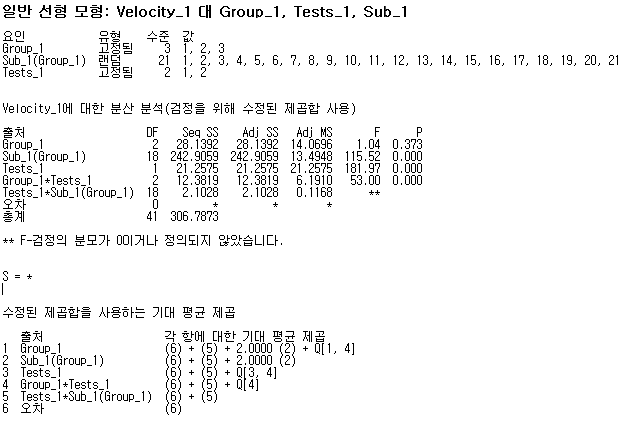 일반 선형 모형: Velocity_1 대 Group_1, Tests_1, Sub_1
요인 유형 수준 값
Group_1 고정됨 3 1, 2, 3
Sub_1(Group_1) 랜덤 21 1, 2, 3, 4, 5, 6, 7, 8, 9, 10, 11, 12, 13, 14, 15, 16, 17, 18, 19, 20, 21
Tests_1 고정됨 2 1, 2
Velocity_1에 대한 분산 분석(검정을 위해 수정된 제곱합 사용)
출처 DF Seq SS Adj SS Adj MS F P
Group_1 2 28.1392 28.1392 14.0696 1.04 0.373
Sub_1(Group_1) 18 242.9059 242.9059 13.4948 115.52 0.000
Tests_1 1 21.2575 21.2575 21.2575 181.97 0.000
Group_1*Tests_1 2 12.3819 12.3819 6.1910 53.00 0.000
Tests_1*Sub_1(Group_1) 18 2.1028 2.1028 0.1168 **
오차 0 * * *
총계 41 306.7873
** F-검정의 분모가 0이거나 정의되지 않았습니다.
S = *
수정된 제곱합을 사용하는 기대 평균 제곱
출처 각 항에 대한 기대 평균 제곱
1 Group_1 (6) + (5) + 2.0000 (2) + Q[1, 4]
2 Sub_1(Group_1) (6) + (5) + 2.0000 (2)
3 Tests_1 (6) + (5) + Q[3, 4]
4 Group_1*Tests_1 (6) + (5) + Q[4]
5 Tests_1*Sub_1(Group_1) (6) + (5)
6 오차 (6)